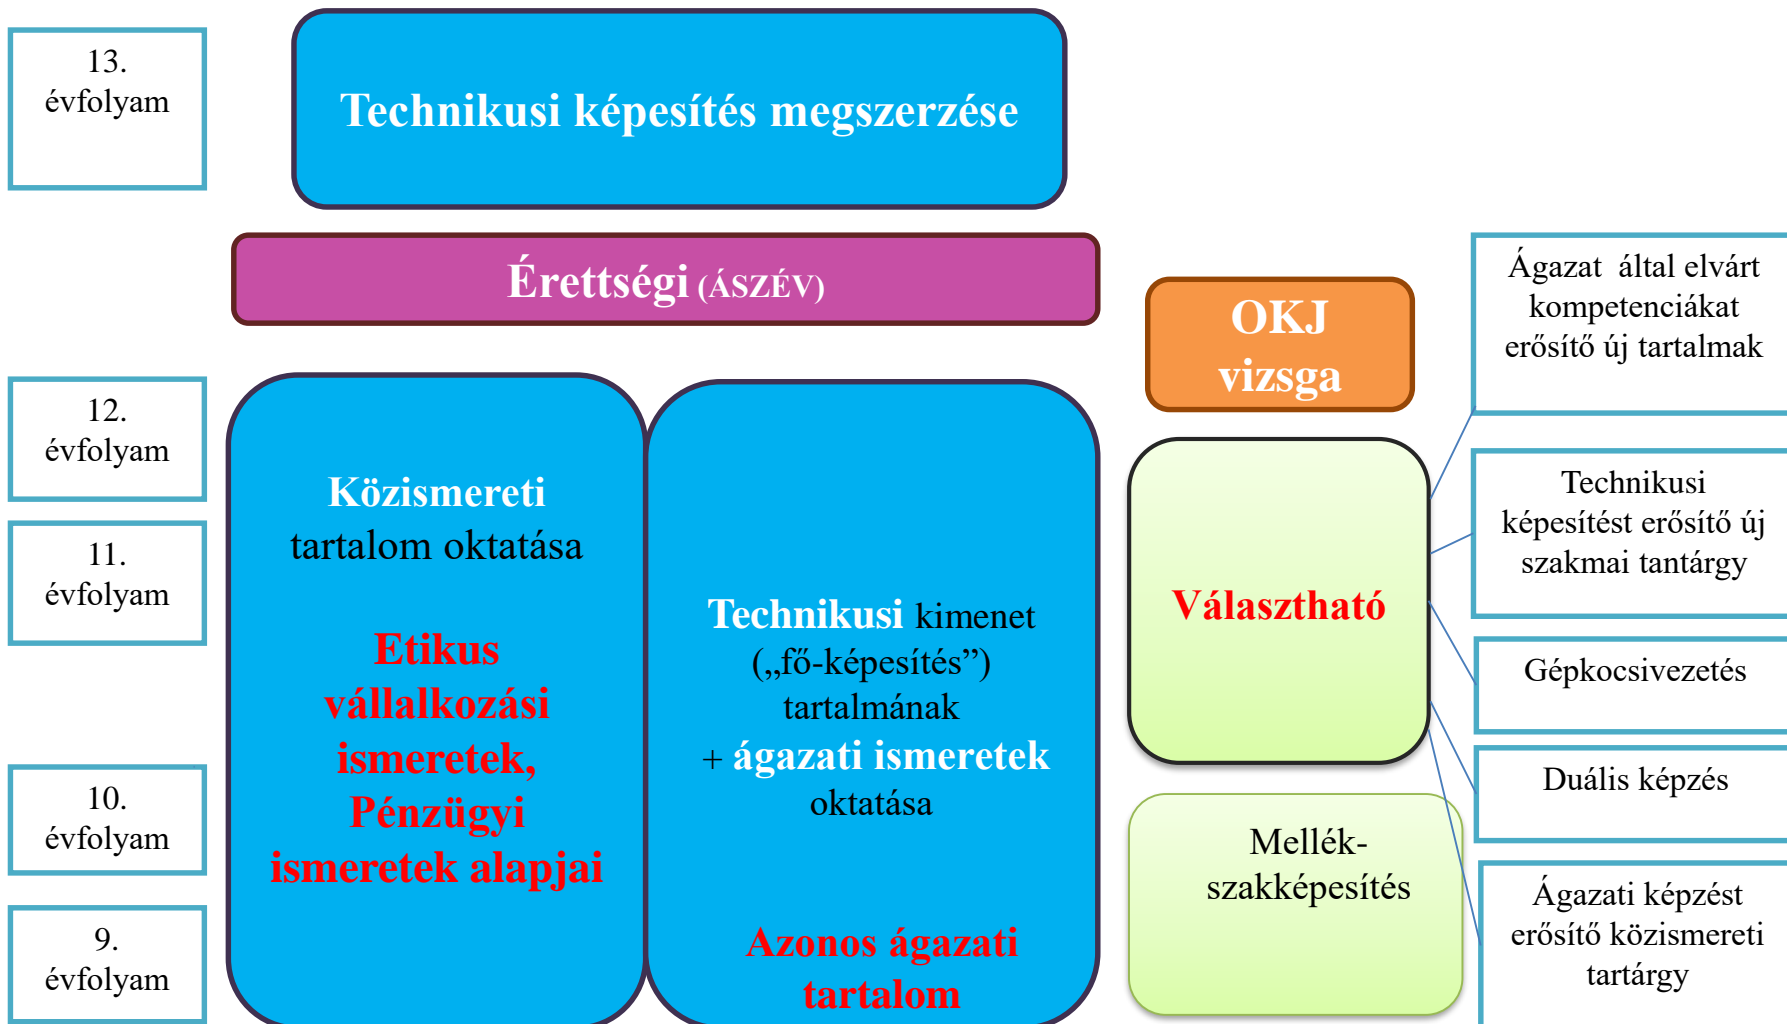 13.
évfolyam
Technikusi képesítés megszerzése
Érettségi (ÁSZÉV)
OKJ
vizsga
Ágazat által elvárt
kompetenciákat
erősítő új tartalmak
12.
évfolyam
11.
évfolyam
10.
évfolyam
9.
évfolyam
Közismereti
tartalom oktatása
Etikus
vállalkozási
ismeretek,
Pénzügyi
ismeretek alapjai
Technikusi kimenet
(„fő-képesítés”)
tartalmának
+ ágazati ismeretek
oktatása
Azonos ágazati
tartalom
Választható
Mellék-
szakképesítés
Technikusi
képesítést erősítő új
szakmai tantárgy
Gépkocsivezetés
Duális képzés
Ágazati képzést
erősítő közismereti
tartárgy